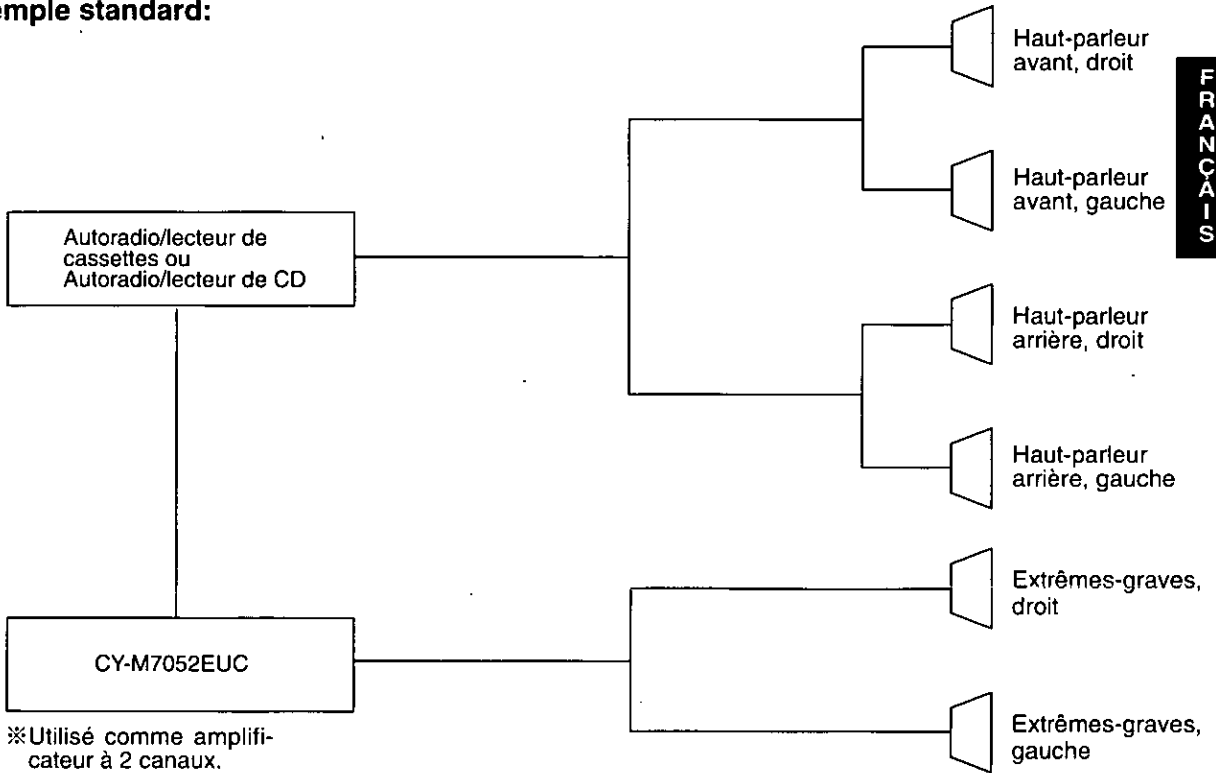 emple standard:
Haut-parleur
avant, droit
FRANÇAIS
Haut-parleur
avant, gauche
Autoradio/lecteur de
cassettes ou
Autoradio/lecteur de CD
Haut-parleur
arrière, droit
Haut-parleur
arrière, gauche
Extrêmes-graves,
droit
CY-M7052EUC
Extrêmes-graves,
gauche
※Utilisé comme amplifi-
cateur à 2 canaux.